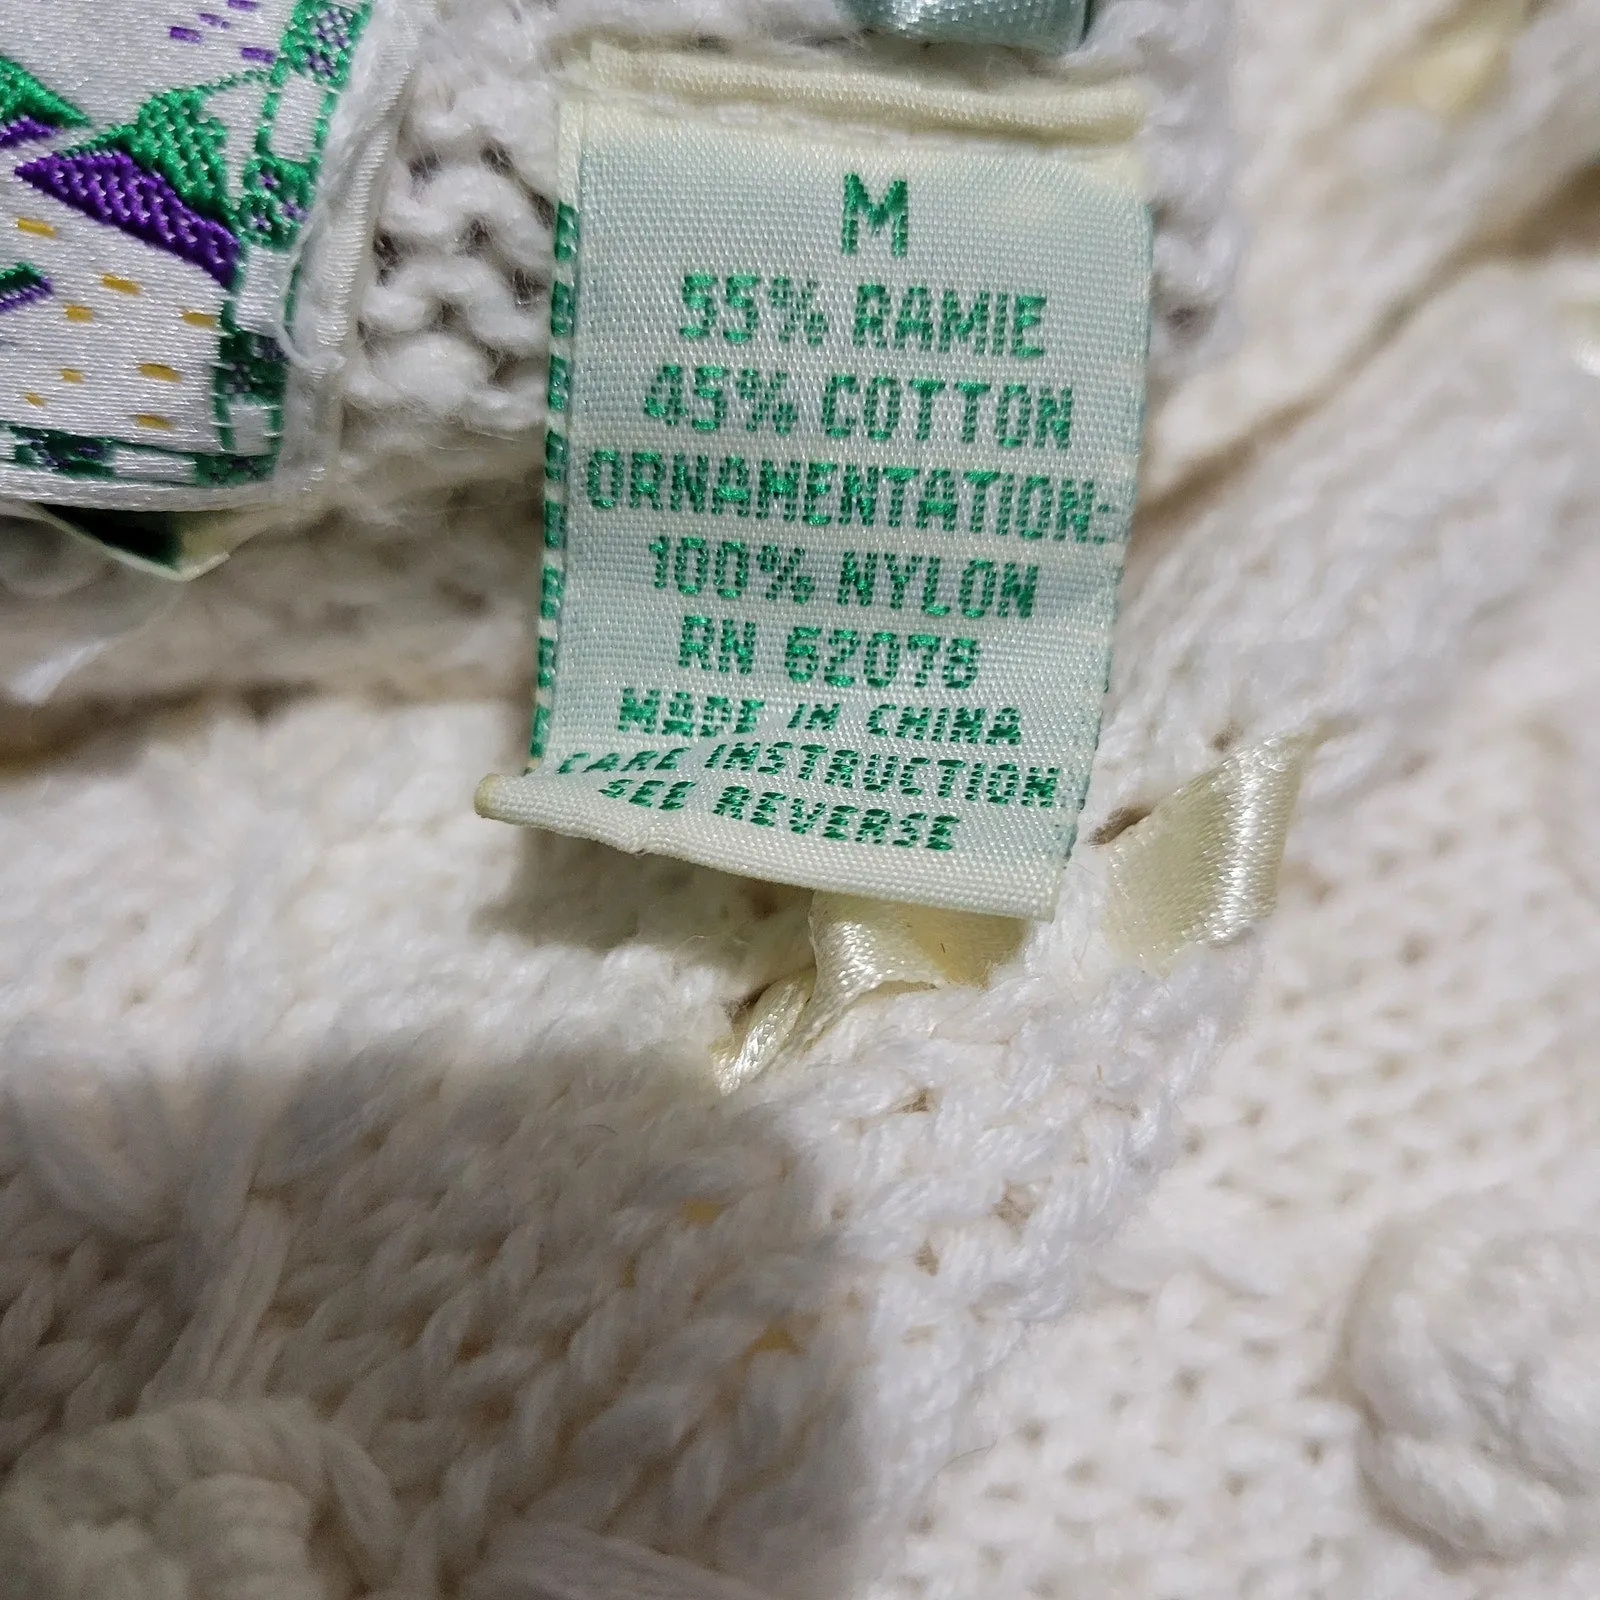 M
55% RAMIE
45% COTTON
ORNAMENTATION:
100% NYLON
RN 62078
MADE IN CHINA
CARE INSTRUCTION:
SEE REVERSE